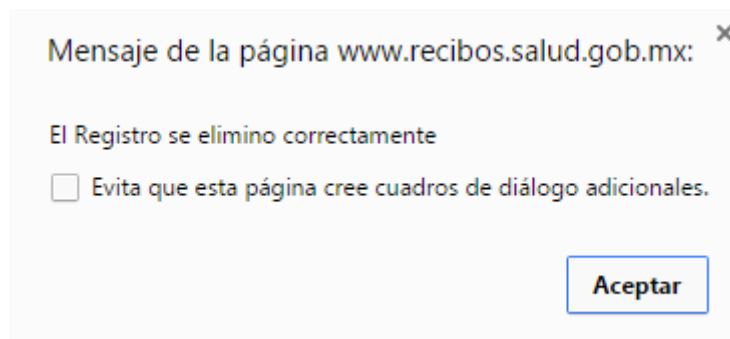 Mensaje de la página www.recibos.salud.gob.mx:
El Registro se elimino correctamente
Evita que esta página cree cuadros de diálogo adicionales.
Aceptar